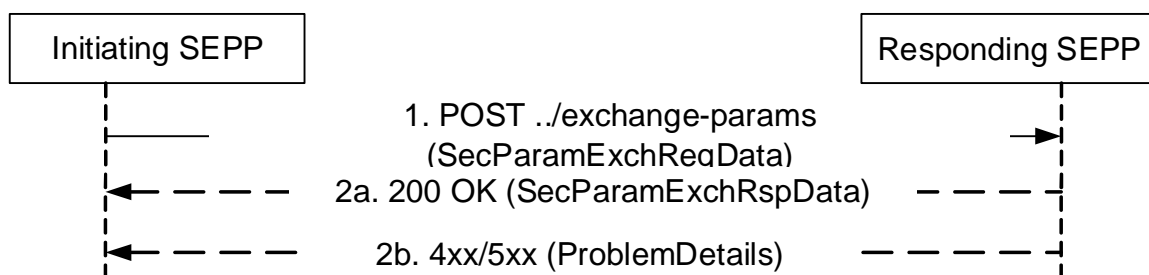 Initiating SEPP
Responding SEPP
1. POST ../exchange-params
(SecParamExchReqData)
2a. 200 OK (SecParamExchRspData)
2b. 4xx/5xx (ProblemDetails)